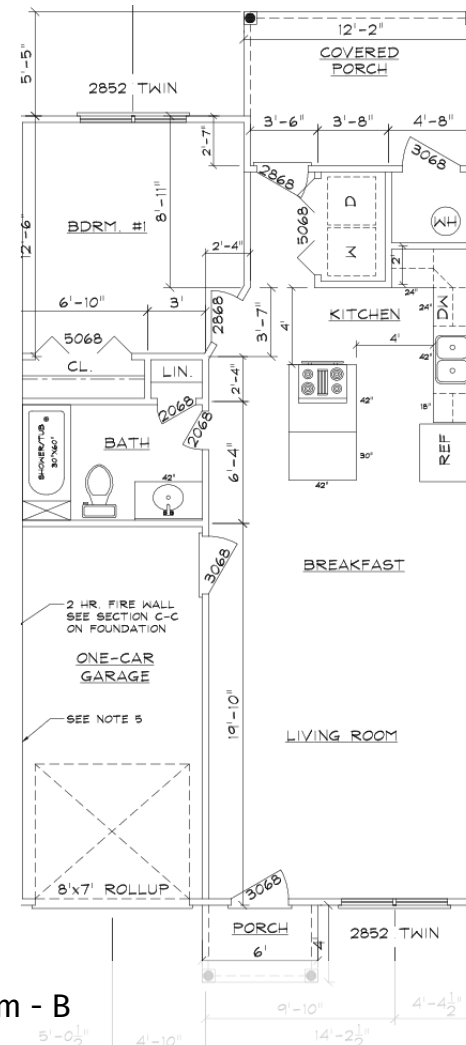 12'-2"
COVERED
PORCH
5'-5"
2852 TWIN
3'-6"
3'-8"
4'-8"
2'-7"
3068
2868
8'-11"
D
12'-6"
BDRM. #1
5068
WH
2'-4"
M
2'
6'-10"
3'
2868
3'-7"
4'
KITCHEN
24"
24"
DW
4'
5068
42"
CL.
LIN.
2'-4"
2068
2068
42"
18"
SHOWER/TUB
30"X60"
BATH
6'-4"
30"
REF
42"
42"
3068
BREAKFAST
2 HR. FIRE WALL
SEE SECTION C-C
ON FOUNDATION
ONE-CAR
GARAGE
SEE NOTE 5
19'-10"
LIVING ROOM
8'x7' ROLLUP
3068
PORCH
6'
4'
2852 TWIN
m - B
9'-10"
4'-4½"
5'-0½"
4'-10"
14'-2½"